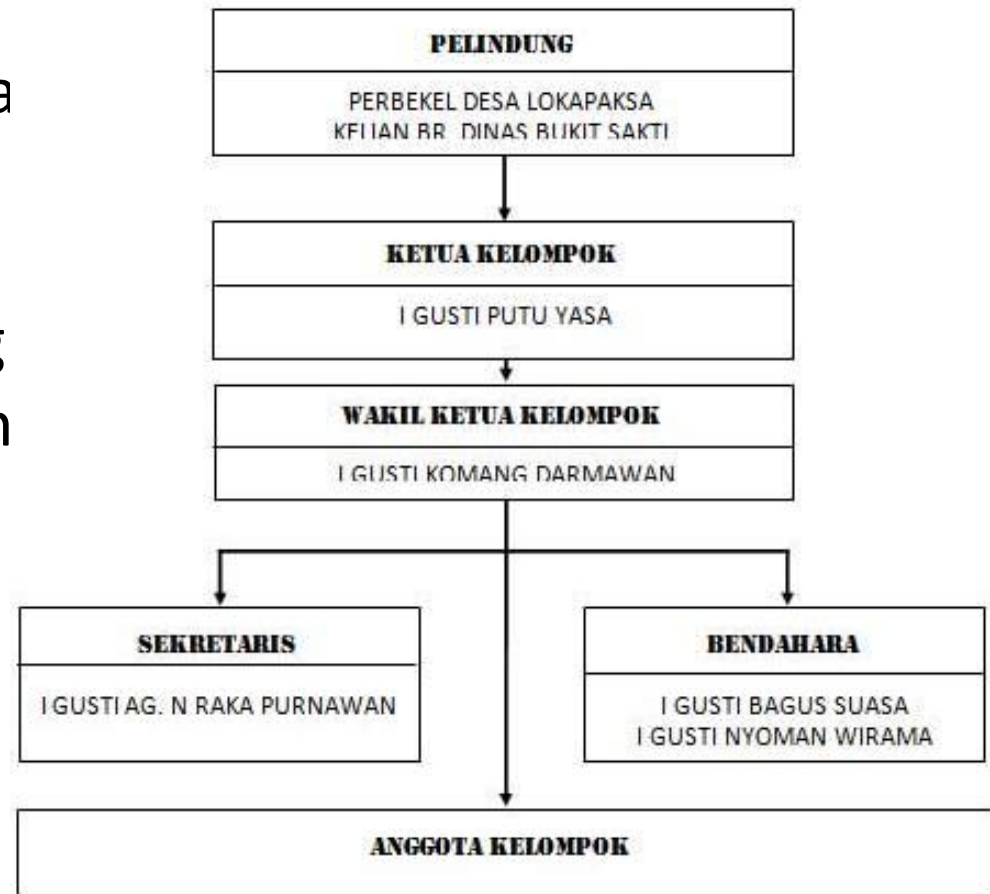 PELINDUNG
PERBEKEL DESA LOKAPAKSA
KELIAN BR. DINAS BUKIT SAKTI
KETUA KELOMPOK
I GUSTI PUTU YASA
WAKIL KETUA KELOMPOK
I GUSTI KOMANG DARMAWAN
SEKRETARIS
I GUSTI AG. N RAKA PURNAWAN
BENDAHARA
I GUSTI BAGUS SUASA
I GUSTI NYOMAN WIRAMA
ANGGOTA KELOMPOK